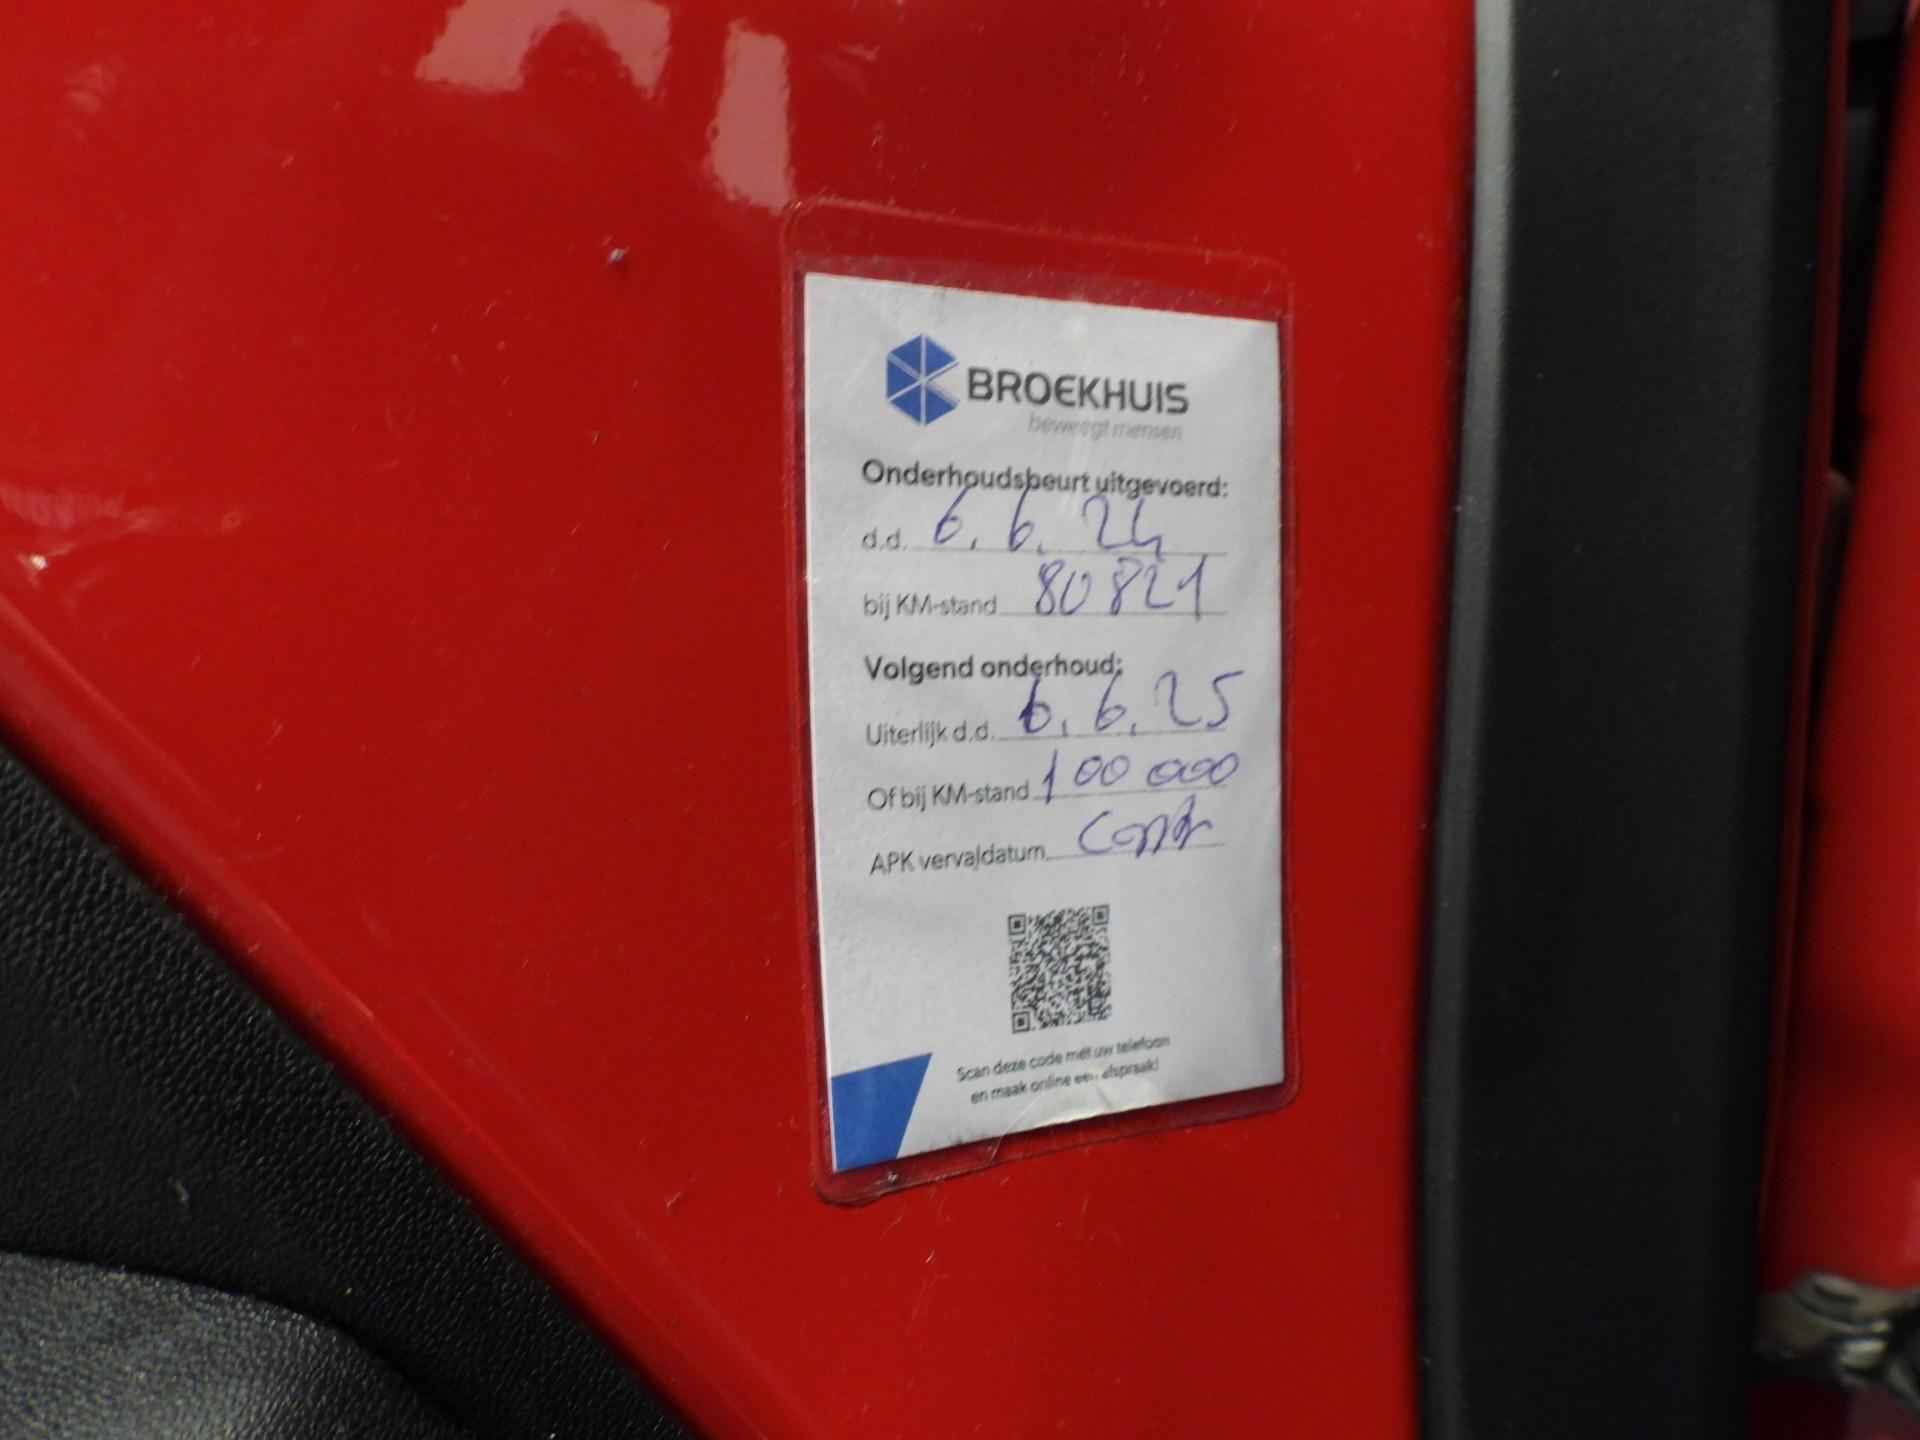 BROEKHUIS
beweegt mensen
Onderhoudsbeurt uitgevoerd:
d.d. 6.6.24
bij KM-stand 80821
Volgend onderhoud:
Uiterlijk d.d. 6.6.25
Of bij KM-stand 100 000
APK vervaldatum
Scan deze code met uw telefoon
en maak online een afspraak!